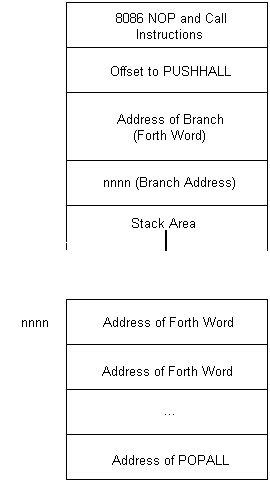 8086 NOP and Call
Instructions
Offset to PUSHHALL
Address of Branch
(Forth Word)
nnnn (Branch Address)
Stack Area
nnnn
Address of Forth Word
Address of Forth Word
...
Address of POPALL